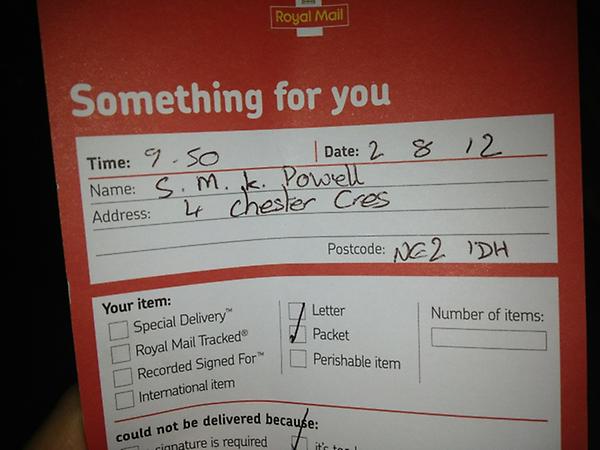 Royal Mail
Something for you
Time: 9.50 Date: 2 8 12
Name: S. M. K. Powell
Address: 4 Chester Cres
Postcode: NE2 1DH
Your item:
Special Delivery™
Royal Mail Tracked®
Recorded Signed For™
International item
Letter
Packet
Perishable item
Number of items:
could not be delivered because:
signature is required
it's too